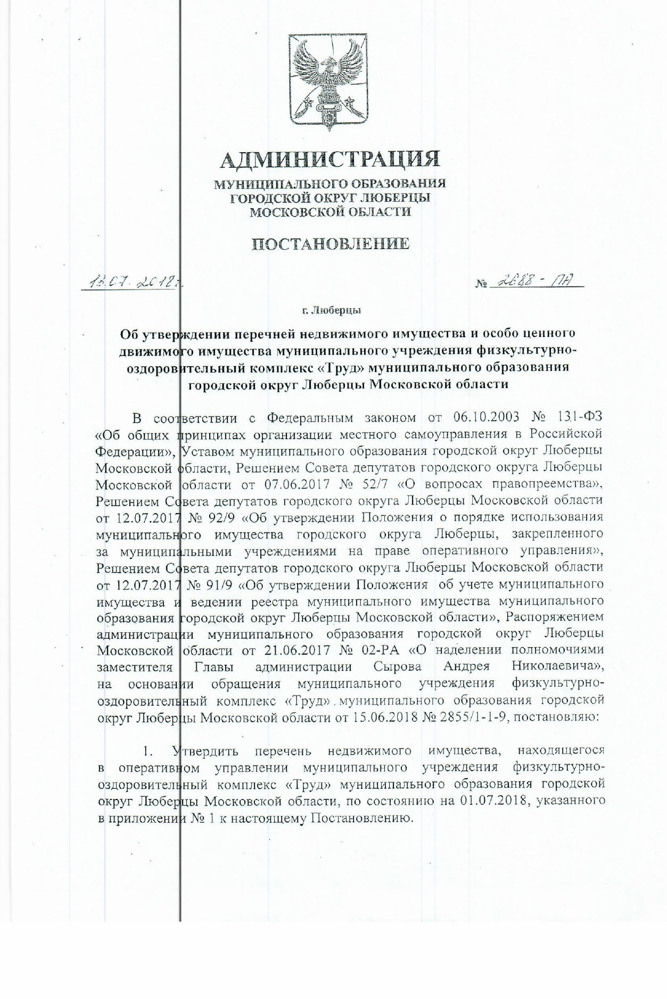 АДМИНИСТРАЦИЯ
МУНИЦИПАЛЬНОГО ОБРАЗОВАНИЯ
ГОРОДСКОЙ ОКРУГ ЛЮБЕРЦЫ
МОСКОВСКОЙ ОБЛАСТИ
ПОСТАНОВЛЕНИЕ
№ - ПА
г. Люберцы
Об утверждении перечней недвижимого имущества и особо ценного
движимого имущества муниципального учреждения физкультурно-
оздоровительный комплекс «Труд» муниципального образования
городской округ Люберцы Московской области
В соответствии с Федеральным законом от 06.10.2003 № 131-ФЗ
«Об общих принципах организации местного самоуправления в Российской
Федерации», Уставом муниципального образования городской округ Люберцы
Московской области, Решением Совета депутатов городского округа Люберцы
Московской области от 07.06.2017 № 52/7 «О вопросах правопреемства»,
Решением Совета депутатов городского округа Люберцы Московской области
от 12.07.2017 № 92/9 «Об утверждении Положения о порядке использования
муниципального имущества городского округа Люберцы, закрепленного
за муниципальными учреждениями на праве оперативного управления»,
Решением Совета депутатов городского округа Люберцы Московской области
от 12.07.2017 № 91/9 «Об утверждении Положения об учете муниципального
имущества и ведении реестра муниципального имущества муниципального
образования городской округ Люберцы Московской области», Распоряжением
администрации муниципального образования городской округ Люберцы
Московской области от 21.06.2017 № 02-РА «О наделении полномочиями
заместителя Главы администрации Сырова Андрея Николаевича»,
на основании обращения муниципального учреждения физкультурно-
оздоровительный комплекс «Труд» муниципального образования городской
округ Люберцы Московской области от 15.06.2018 № 2855/1-1-9, постановляю:
1. Утвердить перечень недвижимого имущества, находящегося
в оперативном управлении муниципального учреждения физкультурно-
оздоровительный комплекс «Труд» муниципального образования городской
округ Люберцы Московской области, по состоянию на 01.07.2018, указанного
в приложении № 1 к настоящему Постановлению.